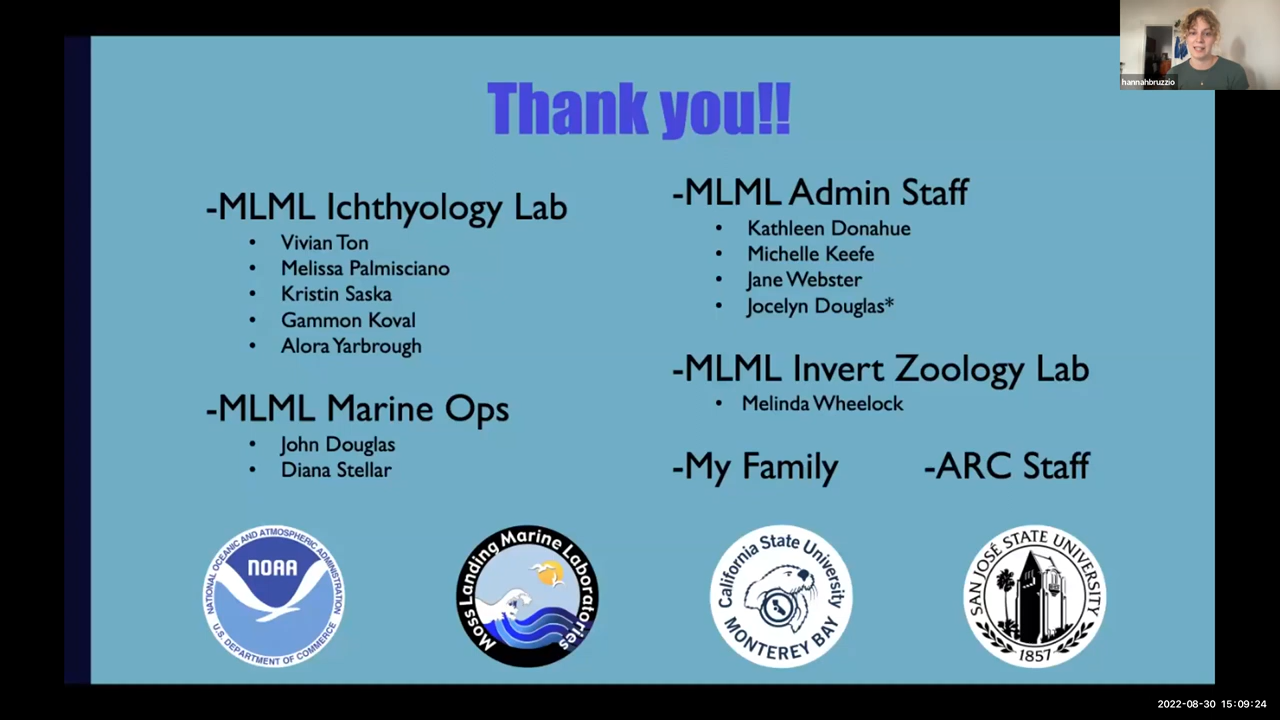 hannahbruzzio
Thank you!!
-MLML Ichthyology Lab
• Vivian Ton
• Melissa Palmisciano
• Kristin Saska
• Gammon Koval
• Alora Yarbrough
-MLML Marine Ops
• John Douglas
• Diana Stellar
-MLML Admin Staff
• Kathleen Donahue
• Michelle Keefe
• Jane Webster
• Jocelyn Douglas*
-MLML Invert Zoology Lab
• Melinda Wheelock
-My Family
-ARC Staff
NATIONAL OCEANIC AND ATMOSPHERIC ADMINISTRATION
NOAA
U.S. DEPARTMENT OF COMMERCE
Moss Landing Marine Laboratories
California State University
MONTEREY BAY
SAN JOSÉ STATE UNIVERSITY
1857
2022-08-30 15:09:24